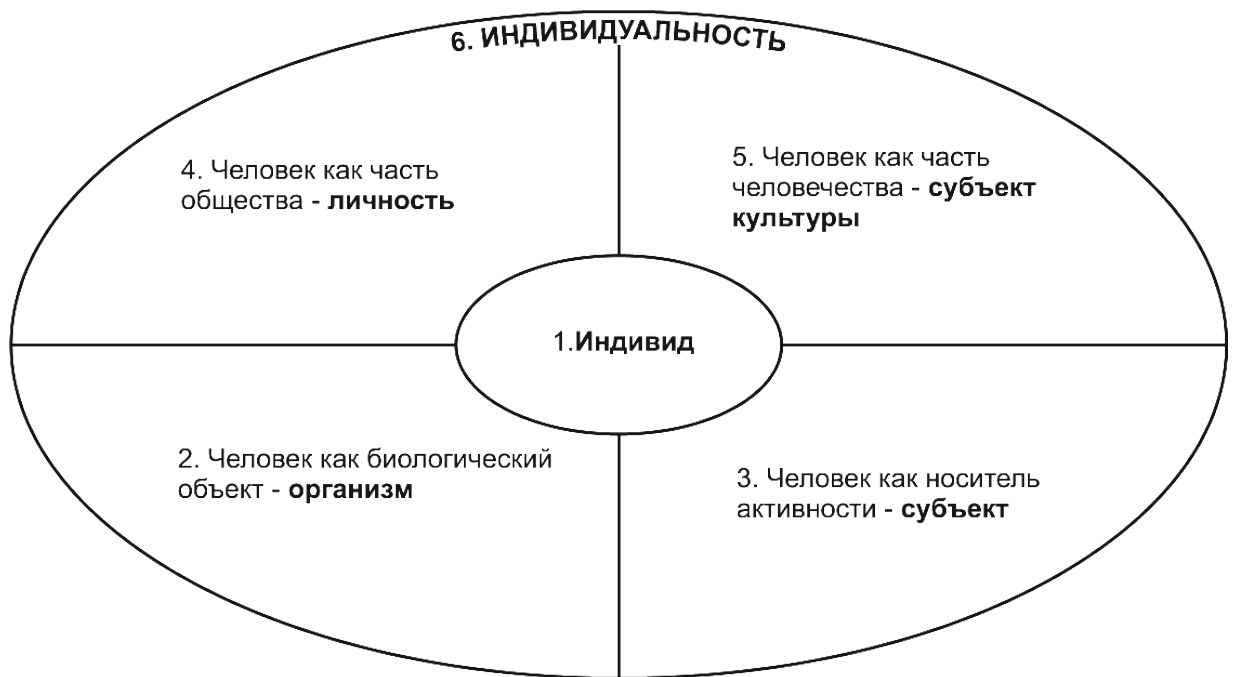 6. ИНДИВИДУАЛЬНОСТЬ
4. Человек как часть
общества - личность
5. Человек как часть
человечества - субъект
культуры
1.Индивид
2. Человек как биологический
объект - организм
3. Человек как носитель
активности - субъект